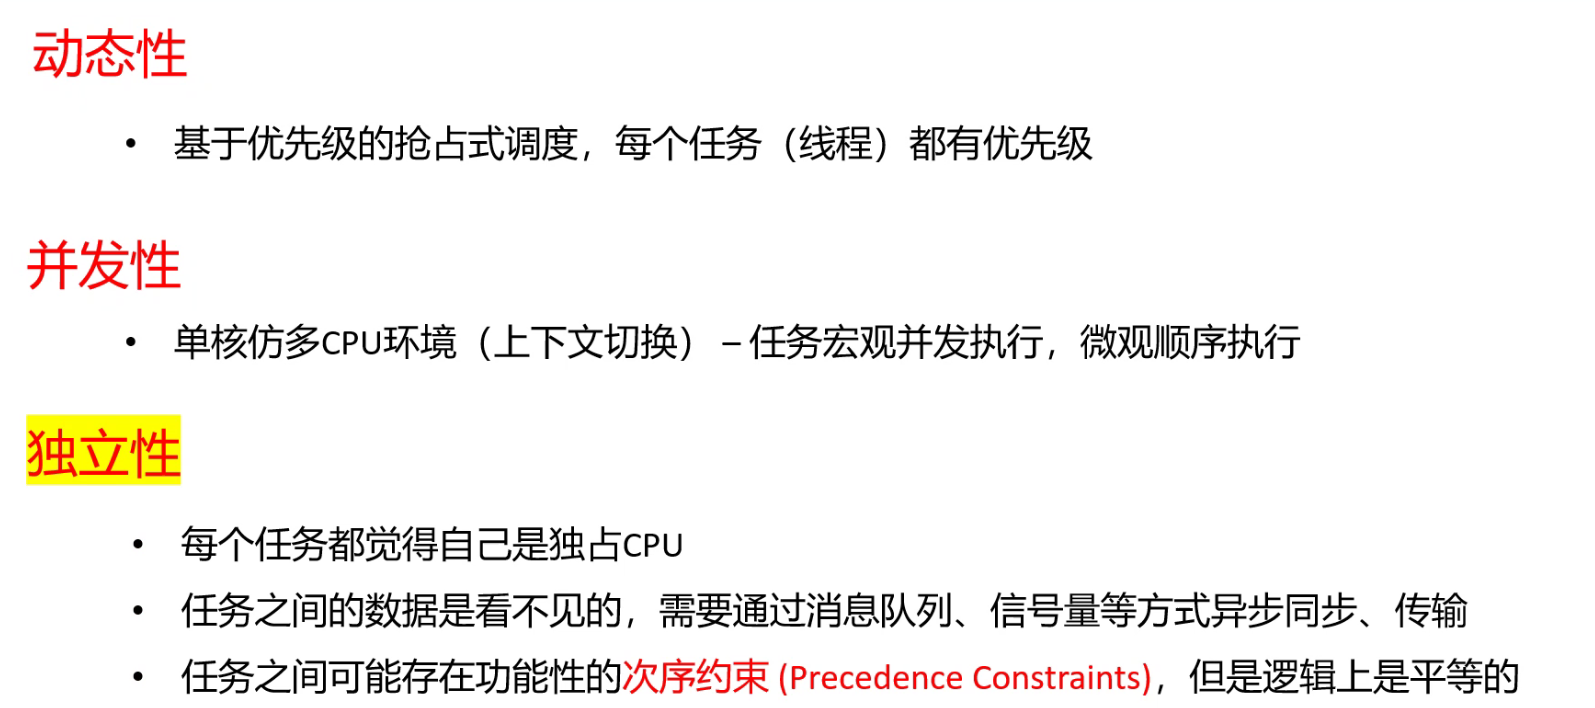 动态性
• 基于优先级的抢占式调度，每个任务（线程）都有优先级
并发性
• 单核仿多CPU环境（上下文切换） – 任务宏观并发执行，微观顺序执行
独立性
• 每个任务都觉得自己是独占CPU
• 任务之间的数据是看不见的，需要通过消息队列、信号量等方式异步同步、传输
• 任务之间可能存在功能性的次序约束 (Precedence Constraints)，但是逻辑上是平等的